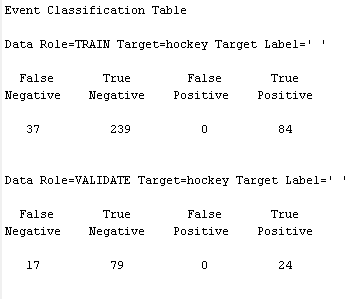 Event Classification Table
Data Role=TRAIN Target=hockey Target Label=' '
False True False True
Negative Negative Positive Positive
37 239 0 84
Data Role=VALIDATE Target=hockey Target Label=' '
False True False True
Negative Negative Positive Positive
17 79 0 24